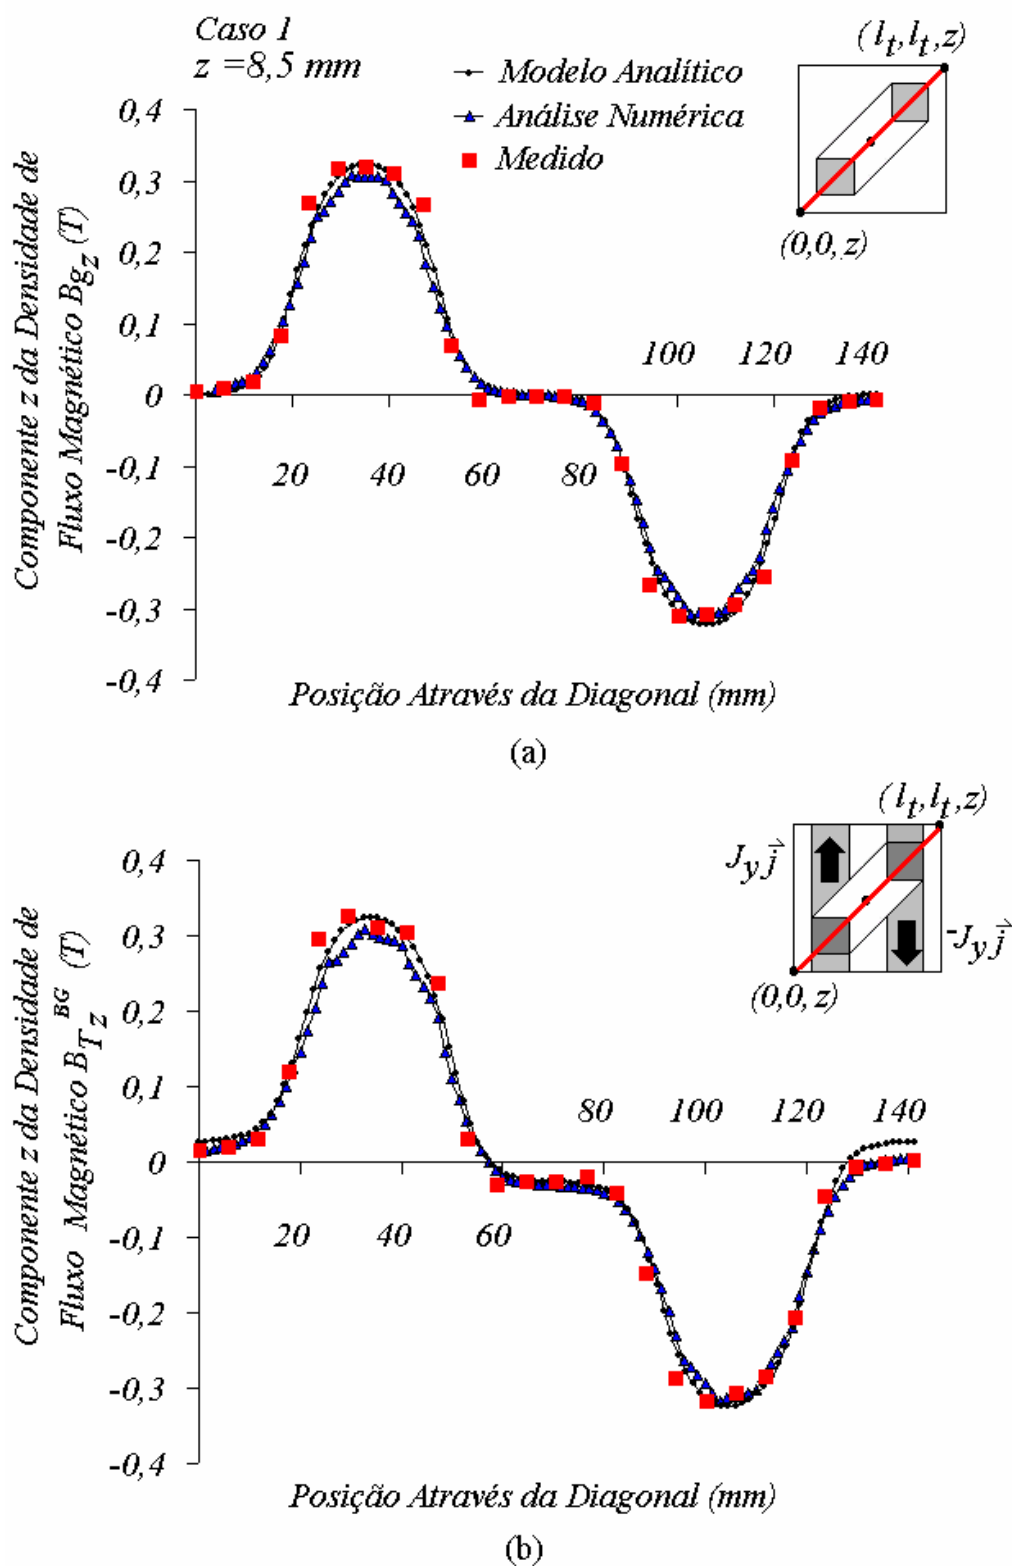 Caso 1
z =8,5 mm
Modelo Analítico
Análise Numérica
Medido
(l_t, l_t, z)
(0,0, z)
0,4
0,3
0,2
0,1
0
-0,1
-0,2
-0,3
-0,4
100 120 140
20 40 60 80
Componente z da Densidade de
Fluxo Magnético Bg_z (T)
Posição Através da Diagonal (mm)
(a)
(l_t, l_t, z)
J_y j⃗
-J_y j⃗
(0,0, z)
0,4
0,3
0,2
0,1
0
-0,1
-0,2
-0,3
-0,4
80 100 120 140
20 40 60
Componente z da Densidade de
Fluxo Magnético B_T_z^BG (T)
Posição Através da Diagonal (mm)
(b)